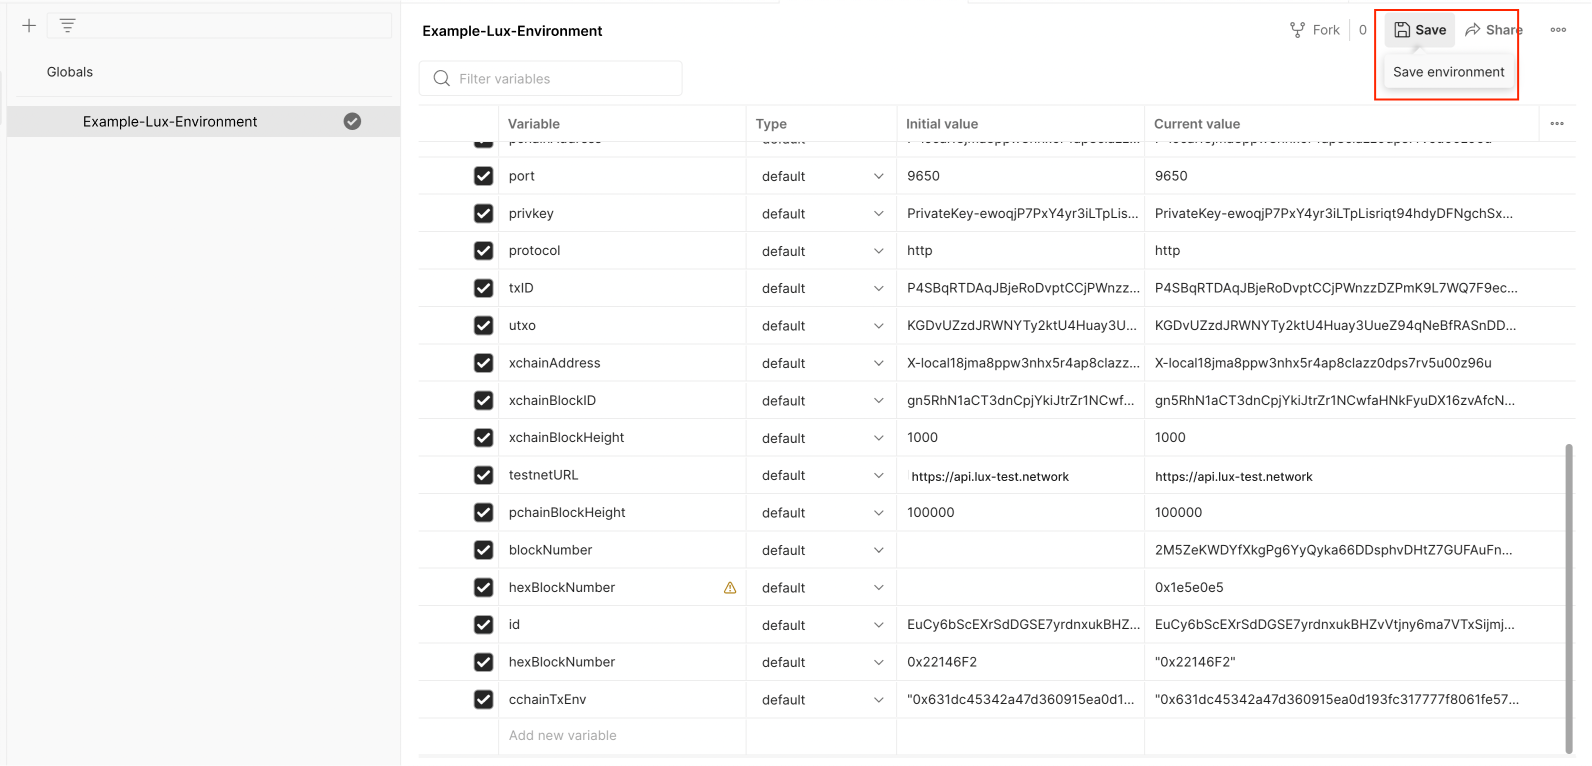 Example-Lux-Environment
Fork 0 Save Share
Globals
Filter variables
Save environment
Example-Lux-Environment
Variable Type Initial value Current value
port default 9650 9650
privkey default PrivateKey-ewoqjP7PxY4yr3iLTpLis... PrivateKey-ewoqjP7PxY4yr3iLTpLisriqt94hdyDFNgchSx...
protocol default http http
txID default P4SBqRTDAqJBjeRoDvptCCjPWnzz... P4SBqRTDAqJBjeRoDvptCCjPWnzzDZPmK9L7WQ7F9ec...
utxo default KGDvUZzdJRWNYTy2ktU4Huay3U... KGDvUZzdJRWNYTy2ktU4Huay3UueZ94qNeBfRASnDD...
xchainAddress default X-local18jma8ppw3nhx5r4ap8clazz... X-local18jma8ppw3nhx5r4ap8clazz0dps7rv5u00z96u
xchainBlockID default gn5RhN1aCT3dnCpjYkiJtrZr1NCwf... gn5RhN1aCT3dnCpjYkiJtrZr1NCwfaHNkFyuDX16zvAfcN...
xchainBlockHeight default 1000 1000
testnetURL default https://api.lux-test.network https://api.lux-test.network
pchainBlockHeight default 100000 100000
blockNumber default 2M5ZeKWDYfXkgPg6YyQyka66DDsphvDHtZ7GUFAuFn...
hexBlockNumber default 0x1e5e0e5
id default EuCy6bScEXrSdDGSE7yrdnxukBHZ... EuCy6bScEXrSdDGSE7yrdnxukBHZvVtjny6ma7VTxSijmj...
hexBlockNumber default 0x22146F2 "0x22146F2"
cchainTxEnv default "0x631dc45342a47d360915ea0d1... "0x631dc45342a47d360915ea0d193fc317777f8061fe57...
Add new variable